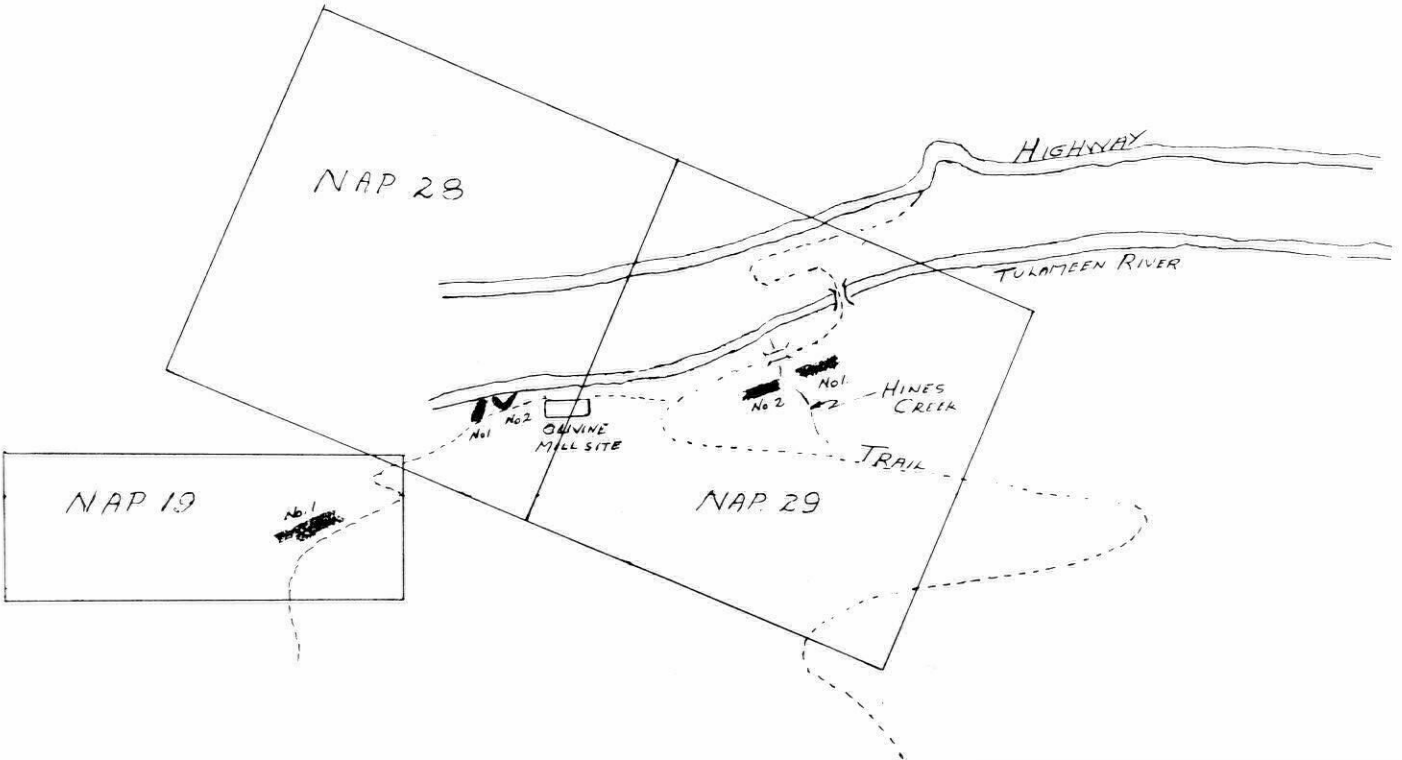 HIGHWAY
NAP 28
TULAMEEN RIVER
No1.
No 2
HINES
CREEK
No1
No2
OLIVINE
MILL SITE
TRAIL
NAP 19
No.1
NAP. 29